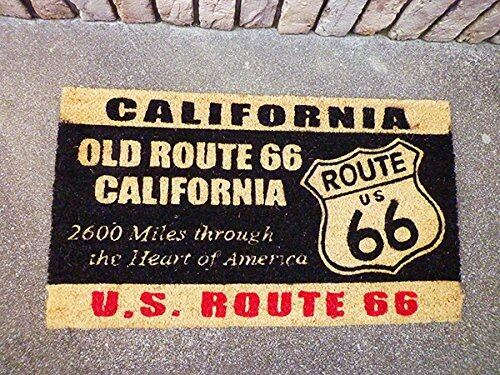 CALIFORNIA
OLD ROUTE 66
CALIFORNIA
2600 Miles through
the Heart of America
ROUTE
US
66
U.S. ROUTE 66